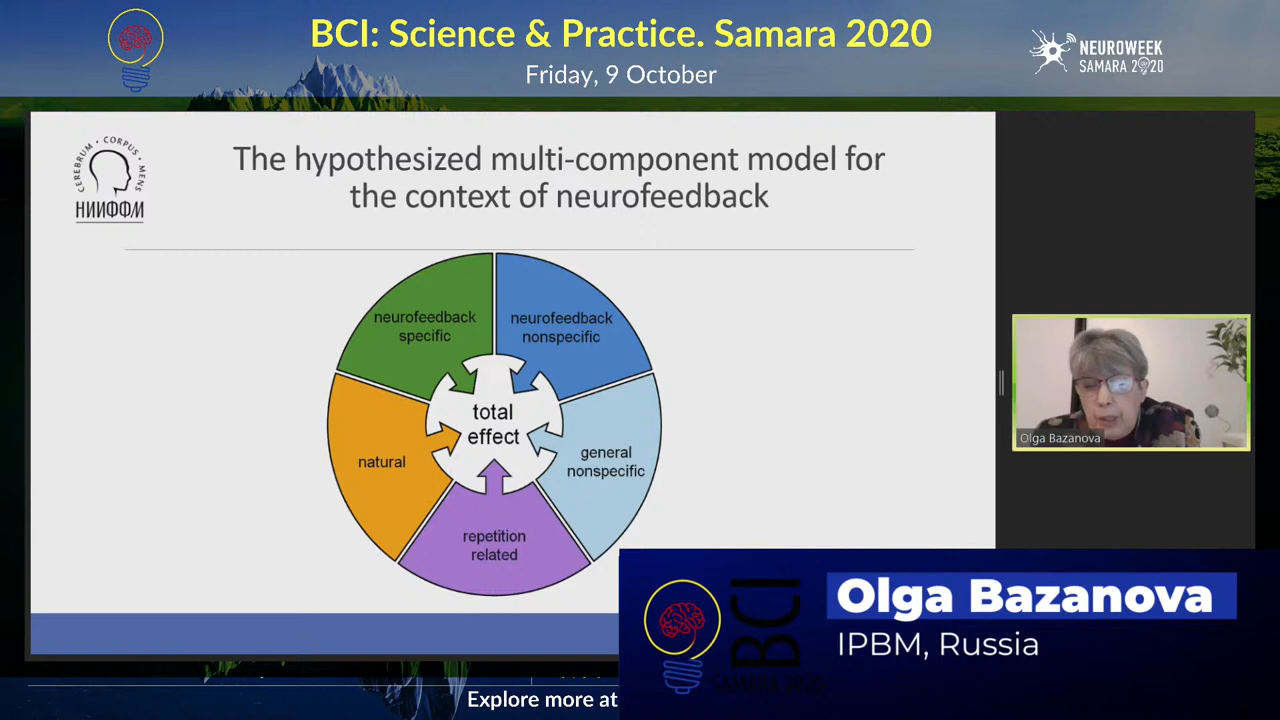 BCI: Science & Practice. Samara 2020
Friday, 9 October
NEUROWEEK
SAMARA 2020
CEREBRUM • CORPUS • MENS
НИИФФМ
The hypothesized multi-component model for
the context of neurofeedback
neurofeedback
specific
neurofeedback
nonspecific
total
effect
natural
general
nonspecific
repetition
related
Olga Bazanova
BCI
Olga Bazanova
IPBM, Russia
Explore more at